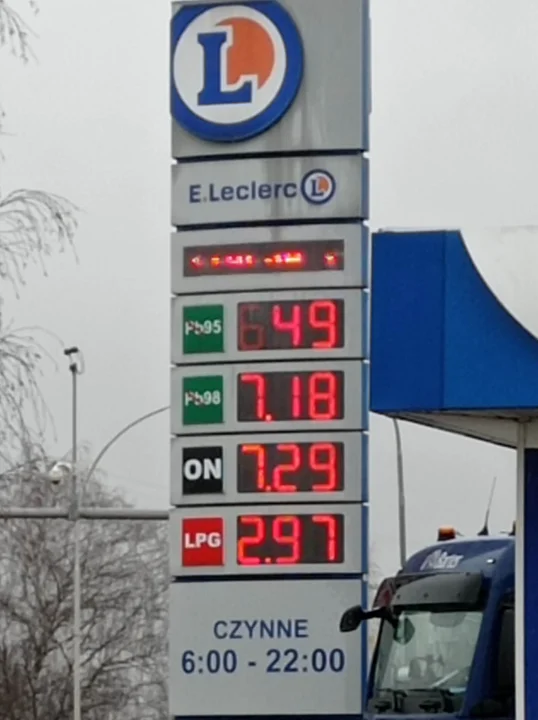 L
E.Leclerc L
Pb95 6.49
Pb98 7.18
ON 7.29
LPG 2.97
CZYNNE
6:00 - 22:00